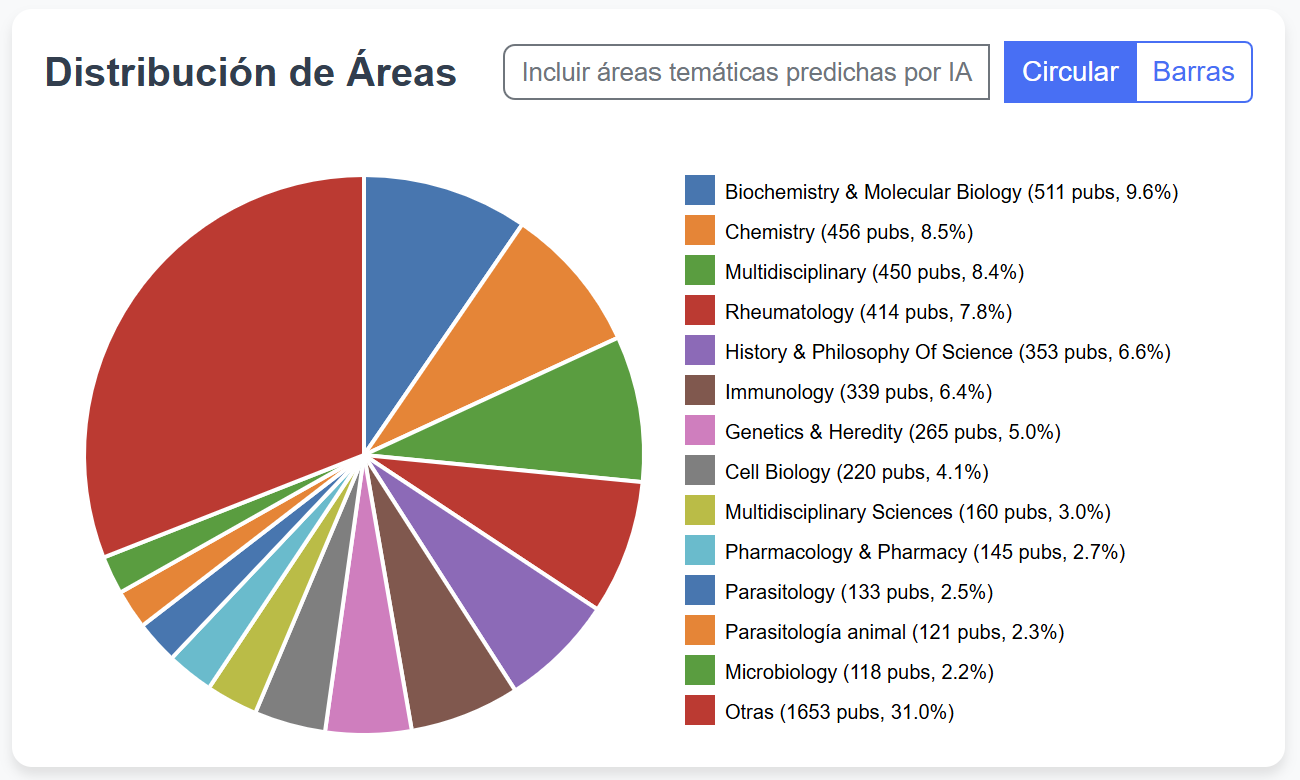 Distribución de Áreas
Incluir áreas temáticas predichas por IA
Circular
Barras
Biochemistry & Molecular Biology (511 pubs, 9.6%)
Chemistry (456 pubs, 8.5%)
Multidisciplinary (450 pubs, 8.4%)
Rheumatology (414 pubs, 7.8%)
History & Philosophy Of Science (353 pubs, 6.6%)
Immunology (339 pubs, 6.4%)
Genetics & Heredity (265 pubs, 5.0%)
Cell Biology (220 pubs, 4.1%)
Multidisciplinary Sciences (160 pubs, 3.0%)
Pharmacology & Pharmacy (145 pubs, 2.7%)
Parasitology (133 pubs, 2.5%)
Parasitología animal (121 pubs, 2.3%)
Microbiology (118 pubs, 2.2%)
Otras (1653 pubs, 31.0%)